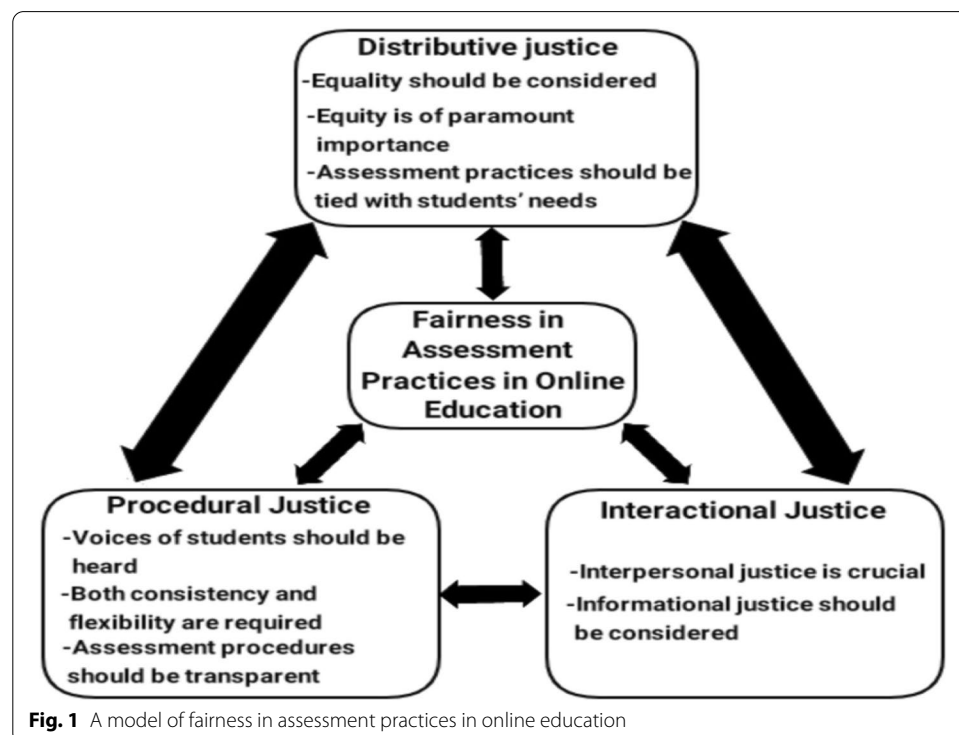 Distributive justice
-Equality should be considered
-Equity is of paramount
importance
-Assessment practices should be
tied with students' needs
Fairness in
Assessment
Practices in Online
Education
Procedural Justice
-Voices of students should be
heard
-Both consistency and
flexibility are required
-Assessment procedures
should be transparent
Interactional Justice
-Interpersonal justice is crucial
-Informational justice should
be considered
Fig. 1 A model of fairness in assessment practices in online education